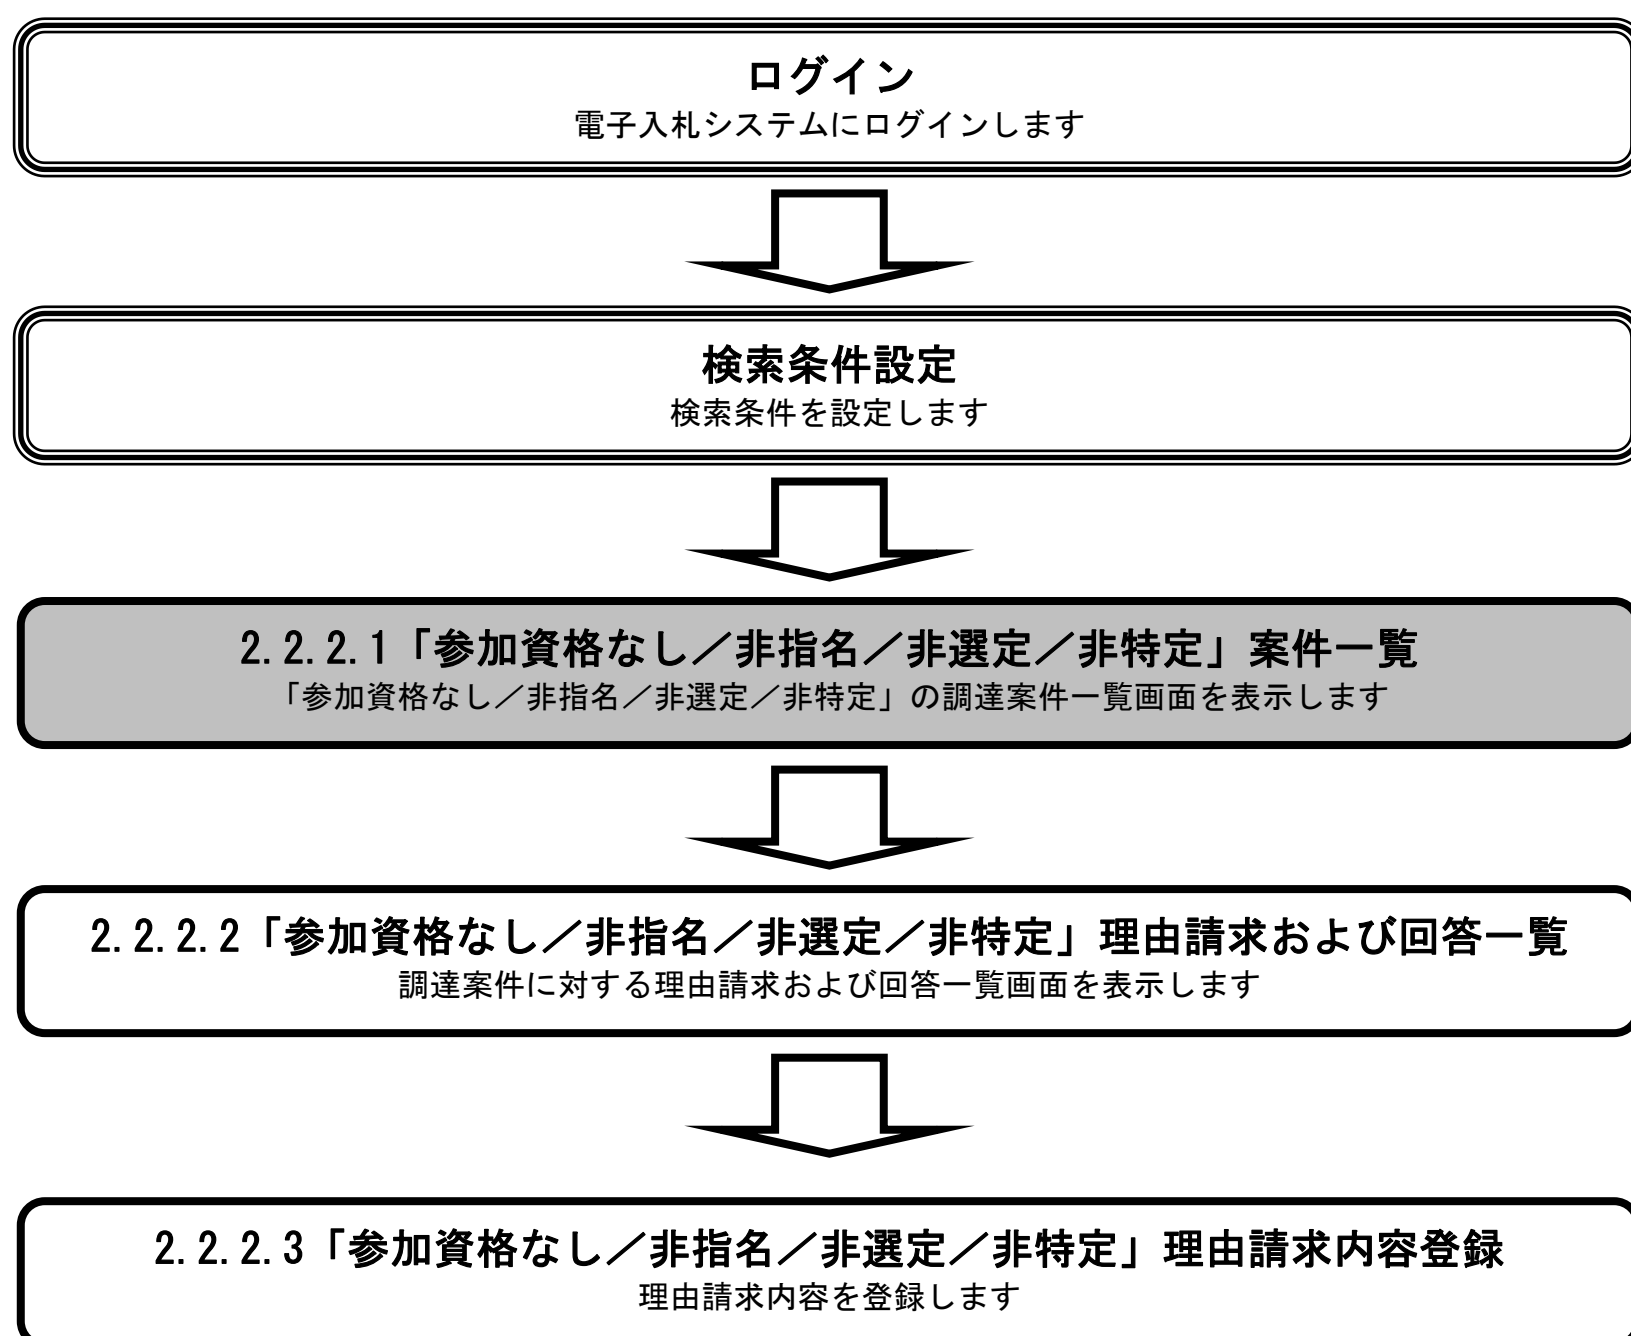 ログイン
電子入札システムにログインします
検索条件設定
検索条件を設定します
2.2.2.1「参加資格なし／非指名／非選定／非特定」案件一覧
「参加資格なし／非指名／非選定／非特定」の調達案件一覧画面を表示します
2.2.2.2「参加資格なし／非指名／非選定／非特定」理由請求および回答一覧
調達案件に対する理由請求および回答一覧画面を表示します
2.2.2.3「参加資格なし／非指名／非選定／非特定」理由請求内容登録
理由請求内容を登録します